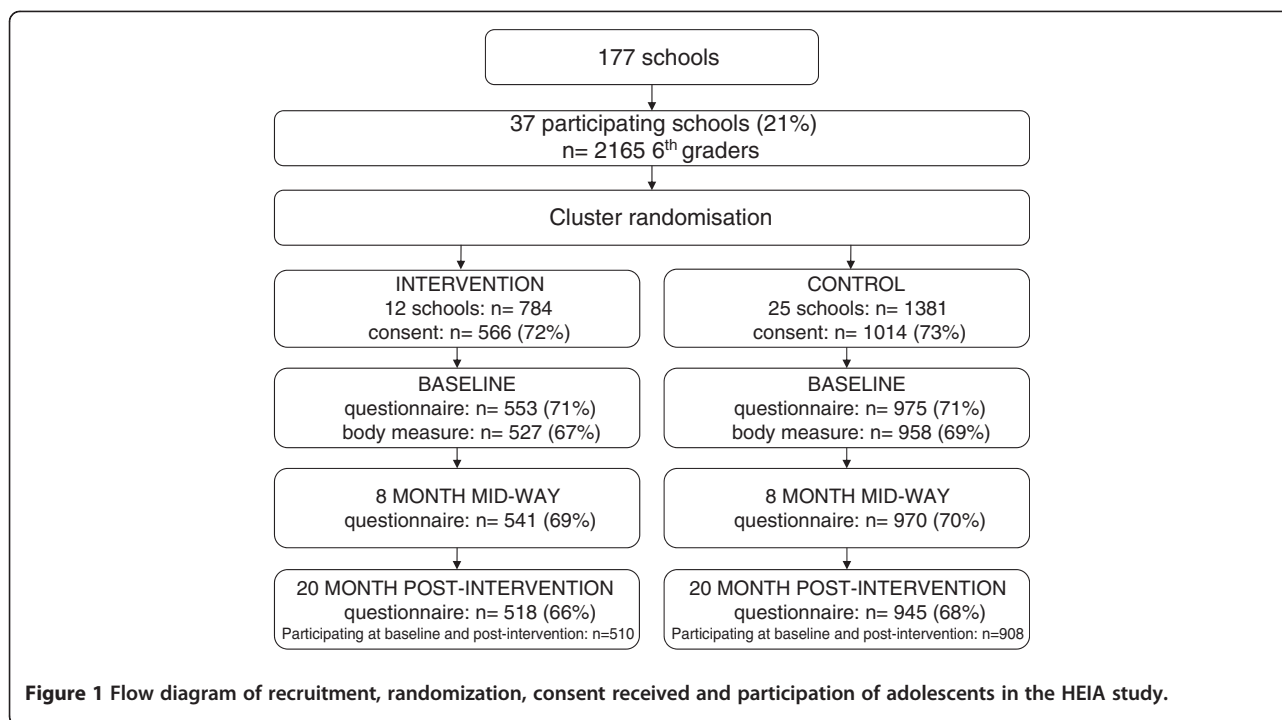 177 schools
37 participating schools (21%)
n= 2165 6th graders
Cluster randomisation
INTERVENTION
12 schools: n= 784
consent: n= 566 (72%)
CONTROL
25 schools: n= 1381
consent: n= 1014 (73%)
BASELINE
questionnaire: n= 553 (71%)
body measure: n= 527 (67%)
BASELINE
questionnaire: n= 975 (71%)
body measure: n= 958 (69%)
8 MONTH MID-WAY
questionnaire: n= 541 (69%)
8 MONTH MID-WAY
questionnaire: n= 970 (70%)
20 MONTH POST-INTERVENTION
questionnaire: n= 518 (66%)
Participating at baseline and post-intervention: n=510
20 MONTH POST-INTERVENTION
questionnaire: n= 945 (68%)
Participating at baseline and post-intervention: n=908
Figure 1 Flow diagram of recruitment, randomization, consent received and participation of adolescents in the HEIA study.